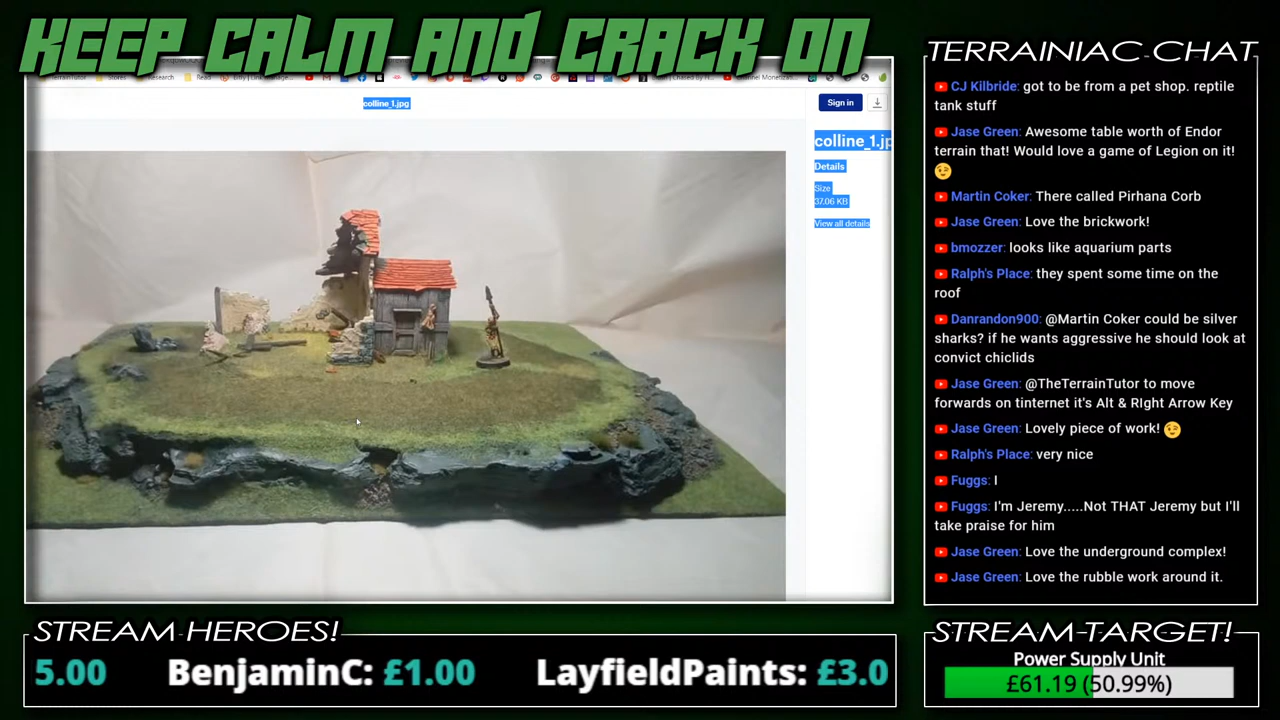 KEEP CALM AND CRACK ON
TerrainTutor Stores Research Read
colline_1.jpg
Sign in
colline_1.jp
Details
Size
37.06 KB
View all details
TERRAINIAC CHAT
CJ Kilbride: got to be from a pet shop. reptile
tank stuff
Jase Green: Awesome table worth of Endor
terrain that! Would love a game of Legion on it!
😉
Martin Coker: There called Pirhana Corb
Jase Green: Love the brickwork!
bmozzer: looks like aquarium parts
Ralph's Place: they spent some time on the
roof
Danrandon900: @Martin Coker could be silver
sharks? if he wants aggressive he should look at
convict chiclids
Jase Green: @TheTerrainTutor to move
forwards on tinternet it's Alt & RIght Arrow Key
Jase Green: Lovely piece of work! 😉
Ralph's Place: very nice
Fuggs: I
Fuggs: I'm Jeremy.....Not THAT Jeremy but I'll
take praise for him
Jase Green: Love the underground complex!
Jase Green: Love the rubble work around it.
STREAM HEROES!
5.00 BenjaminC: £1.00 LayfieldPaints: £3.0
STREAM TARGET!
Power Supply Unit
£61.19 (50.99%)